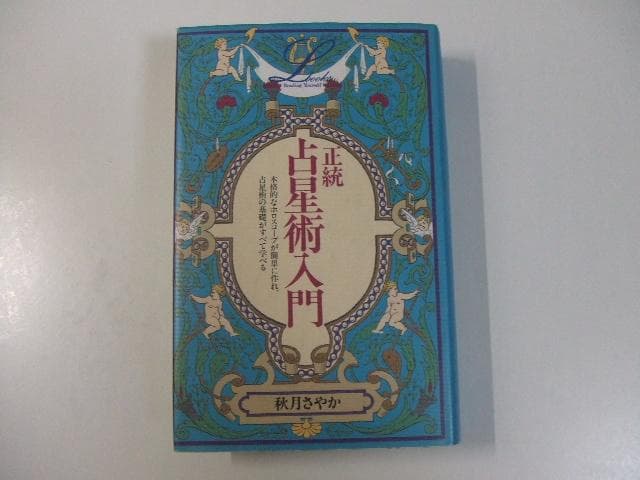 L books
Reading Yourself
正統
占星術入門
本格的なホロスコープが簡単に作れ、
占星術の基礎がすべて学べる
秋月さやか